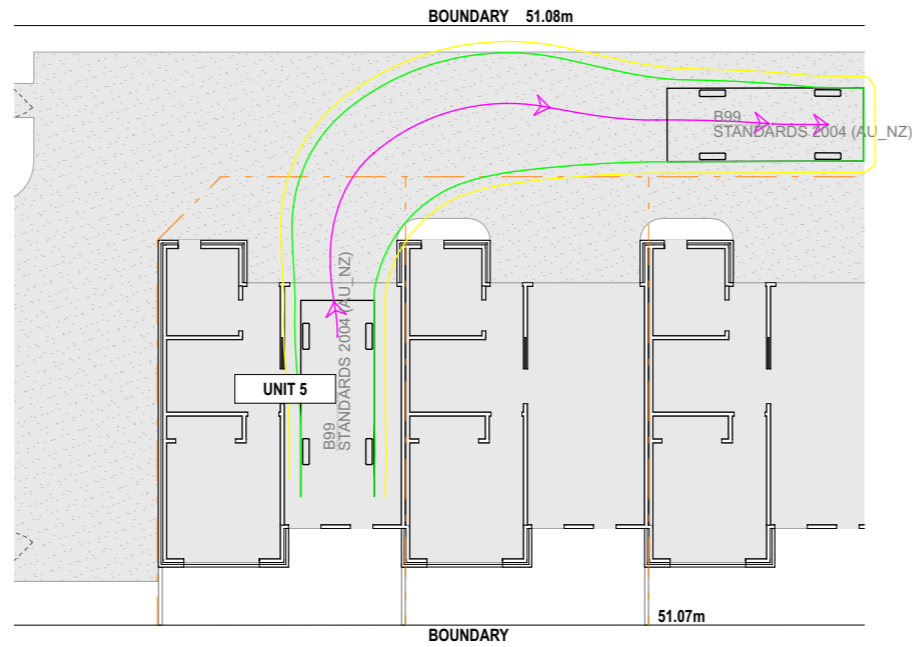 BOUNDARY 51.08m
B99
STANDARDS 2004 (AU_NZ)
B99
STANDARDS 2004 (AU_NZ)
UNIT 5
51.07m
BOUNDARY